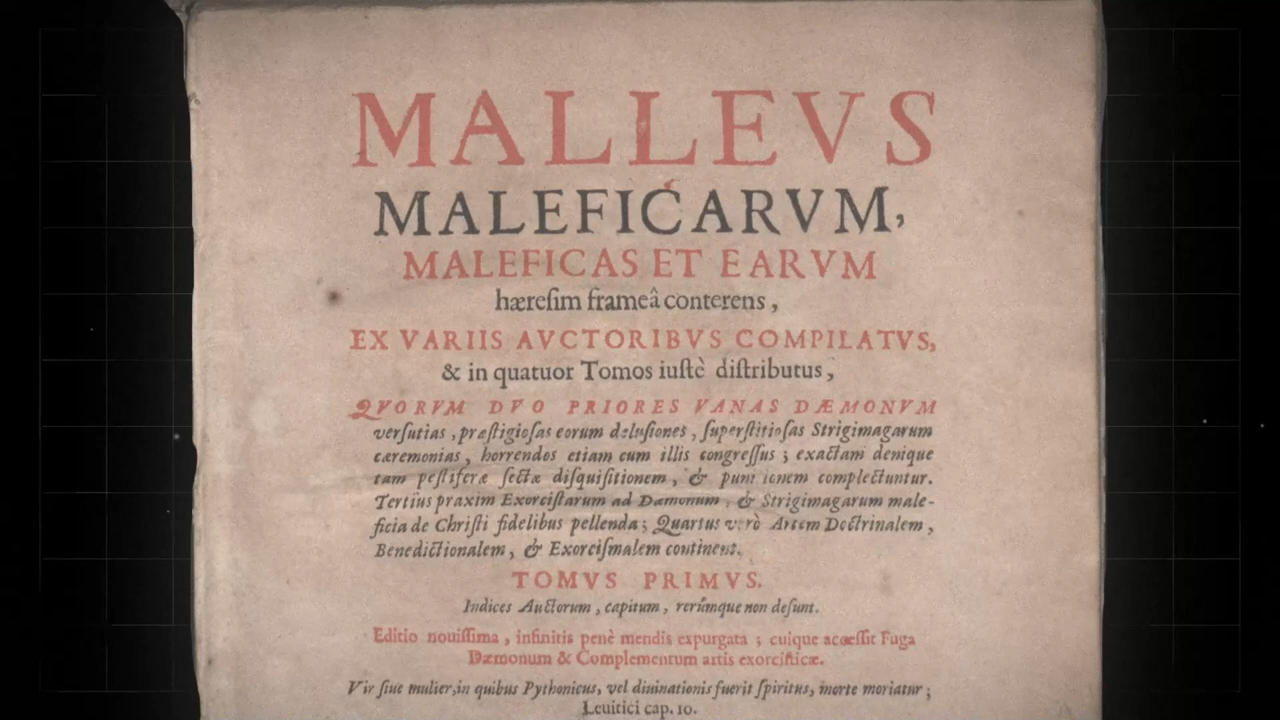 MALLEVS
MALEFICARVM,
MALEFICAS ET EARVM
hæreſim frameâ conterens,
EX VARIIS AVCTORIBVS COMPILATVS,
& in quatuor Tomos iuſtè diſtributus,
QVORVM DVO PRIORES VANAS DÆMONVM
verſutias, præſtigioſas eorum deluſiones, ſuperſtitioſas Strigimagarum
cæremonias, horrendos etiam cum illis congreſſus; exactam denique
tam peſtiferæ ſectæ diſquiſitionem, & punitionem complectuntur.
Tertius praxim Exorciſtarum ad Dæmonum, & Strigimagarum male-
ficia de Chriſti fidelibus pellenda; Quartus verò Artem Doctrinalem,
Benedictionalem, & Exorciſmalem continent.
TOMVS PRIMVS.
Indices Auctorum, capitum, rerúmque non deſunt.
Editio nouiſſima, infinitis penè mendis expurgata; cuique acceſſit Fuga
Dæmonum & Complementum artis exorciſticæ.
Vir ſiue mulier, in quibus Pythonicus, vel diuinationis fuerit ſpiritus, morte moriatur;
Leuitici cap. 10.